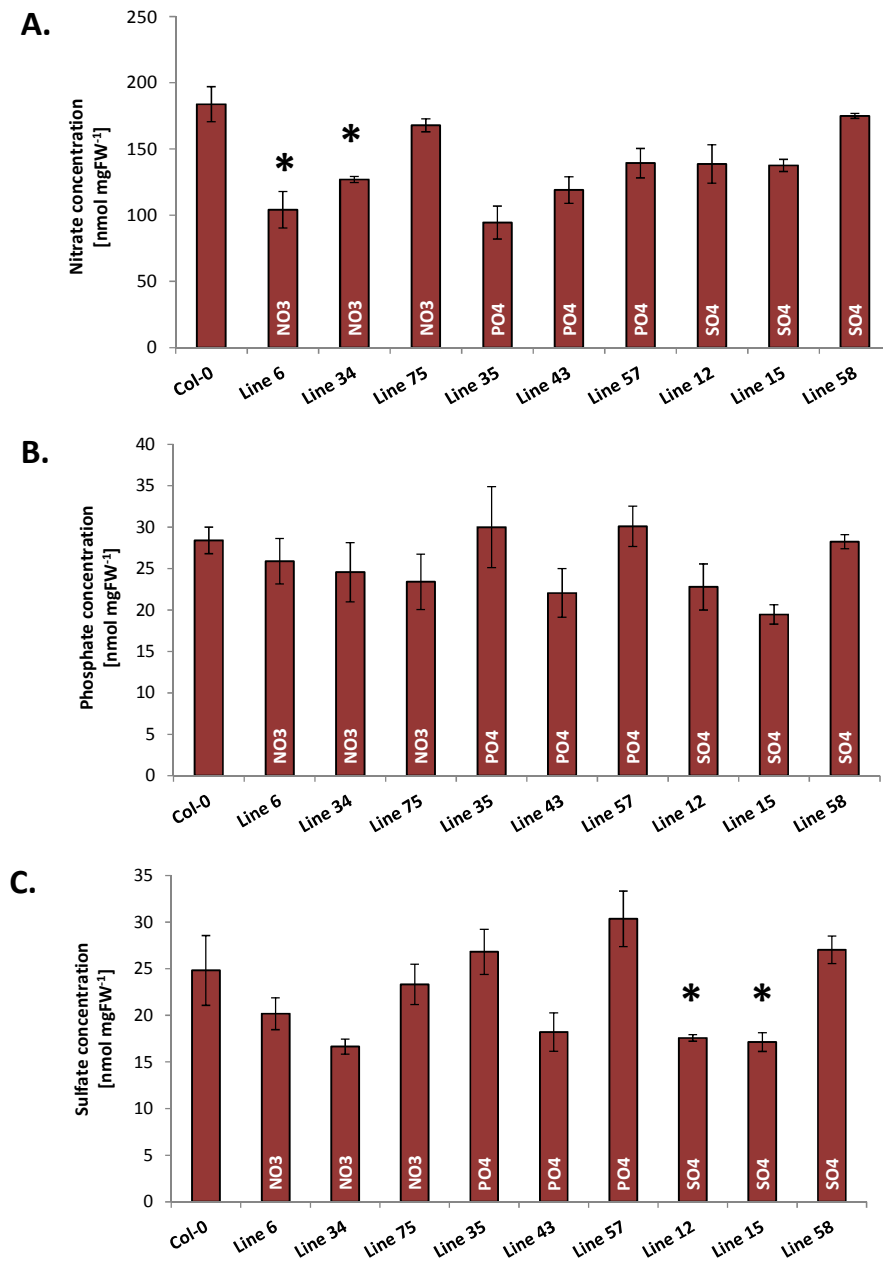 A.
Nitrate concentration
[nmol mgFW⁻¹]
250
200
150
100
50
0
*
*
NO3
NO3
NO3
PO4
PO4
PO4
SO4
SO4
SO4
Col-0
Line 6
Line 34
Line 75
Line 35
Line 43
Line 57
Line 12
Line 15
Line 58
B.
Phosphate concentration
[nmol mgFW⁻¹]
40
35
30
25
20
15
10
5
0
NO3
NO3
NO3
PO4
PO4
PO4
SO4
SO4
SO4
Col-0
Line 6
Line 34
Line 75
Line 35
Line 43
Line 57
Line 12
Line 15
Line 58
C.
Sulfate concentration
[nmol mgFW⁻¹]
35
30
25
20
15
10
5
0
*
*
NO3
NO3
NO3
PO4
PO4
PO4
SO4
SO4
SO4
Col-0
Line 6
Line 34
Line 75
Line 35
Line 43
Line 57
Line 12
Line 15
Line 58